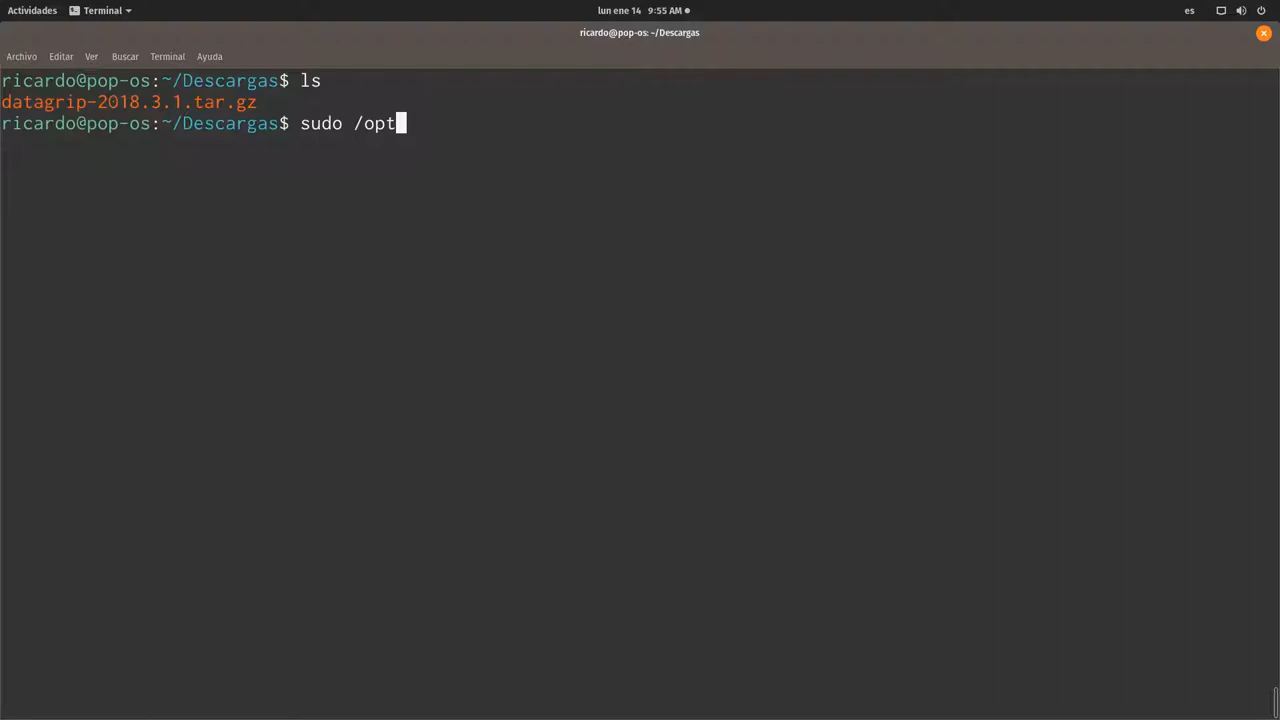 Actividades Terminal lun ene 14 9:55 AM es
ricardo@pop-os: ~/Descargas
Archivo Editar Ver Buscar Terminal Ayuda
ricardo@pop-os:~/Descargas$ ls
datagrip-2018.3.1.tar.gz
ricardo@pop-os:~/Descargas$ sudo /opt